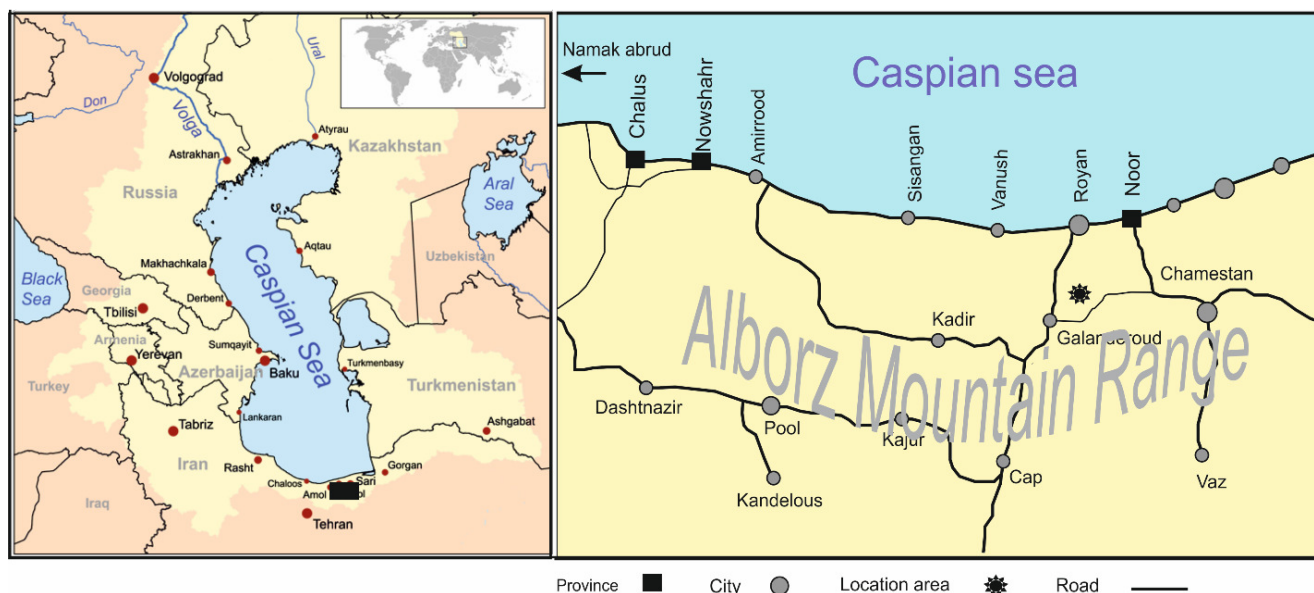 Volgograd
Don
Volga
Ural
Astrakhan
Atyrau
Kazakhstan
Russia
Aral
Sea
Aqtau
Makhachkala
Uzbekistan
Black
Sea
Georgia
Derbent
Tbilisi
Caspian Sea
Armenia
Sumqayit
Yerevan
Azerbaijan
Baku
Turkmenbasy
Turkey
Turkmenistan
Lankaran
Tabriz
Ashgabat
Iran
Rasht
Gorgan
Chaloos
Sari
Amol
ol
Iraq
Tehran
Namak abrud
Caspian sea
Chalus
Nowshahr
Amirrood
Sisangan
Vanush
Royan
Noor
Chamestan
Kadir
Galanderoud
Alborz Mountain Range
Dashtnazir
Pool
Kajur
Cap
Vaz
Kandelous
Province City Location area Road